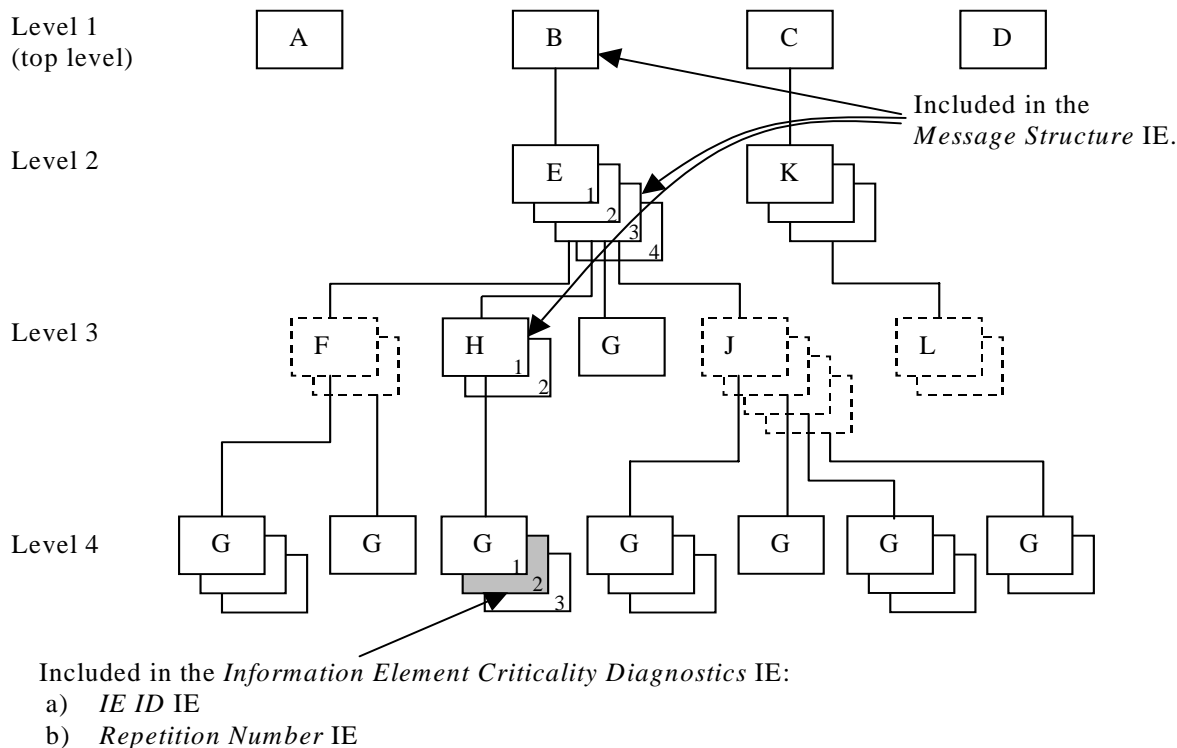 Level 1
(top level)
A
B
C
D
Included in the
Message Structure IE.
Level 2
E
1
2
3
4
K
Level 3
F
H
1
2
G
J
L
Level 4
G
G
G
1
2
3
G
G
G
G
Included in the Information Element Criticality Diagnostics IE:
a) IE ID IE
b) Repetition Number IE